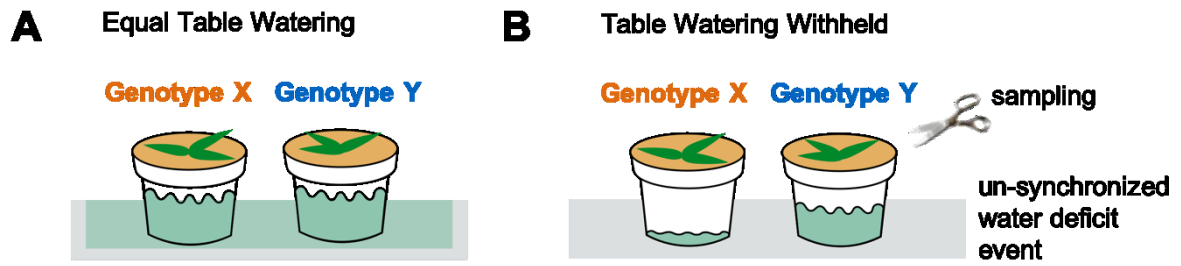 A Equal Table Watering
B Table Watering Withheld
Genotype X Genotype Y
Genotype X Genotype Y
sampling
un-synchronized
water deficit
event